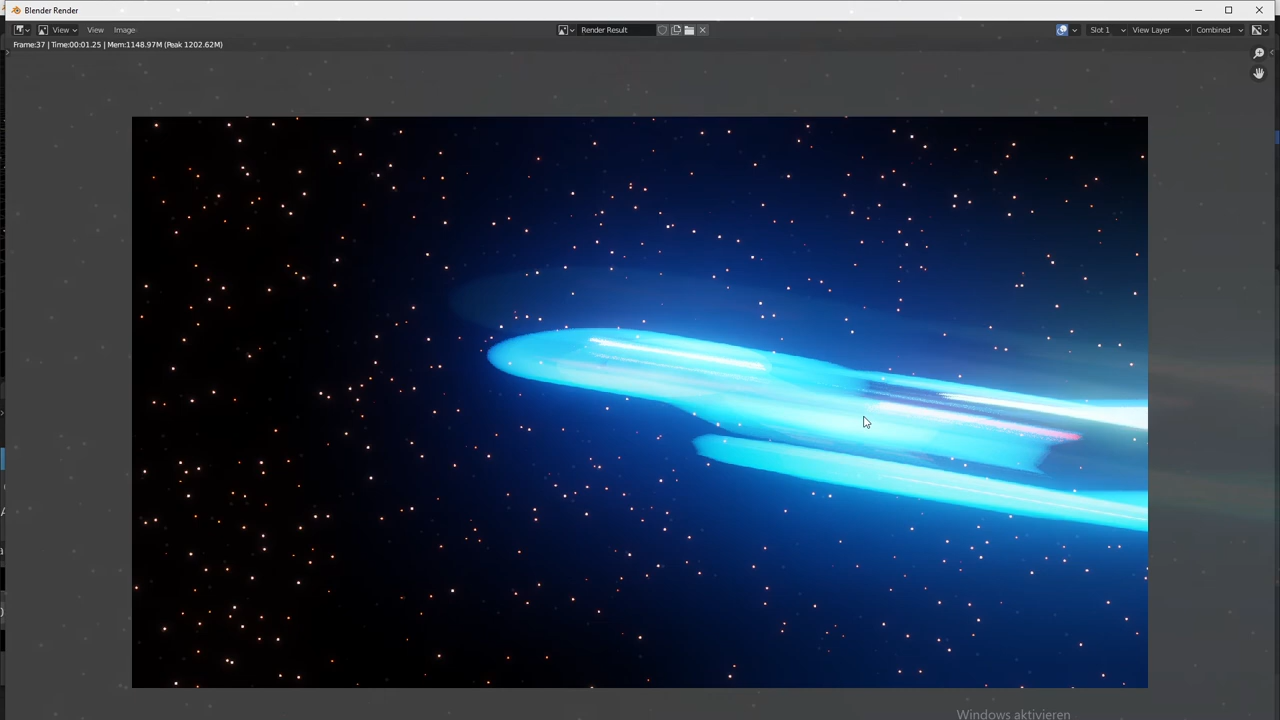 Blender Render
View
View
Image
Render Result
Slot 1
View Layer
Combined
Frame:37 | Time:00:01.25 | Mem:1148.97M (Peak 1202.62M)
Windows aktivieren